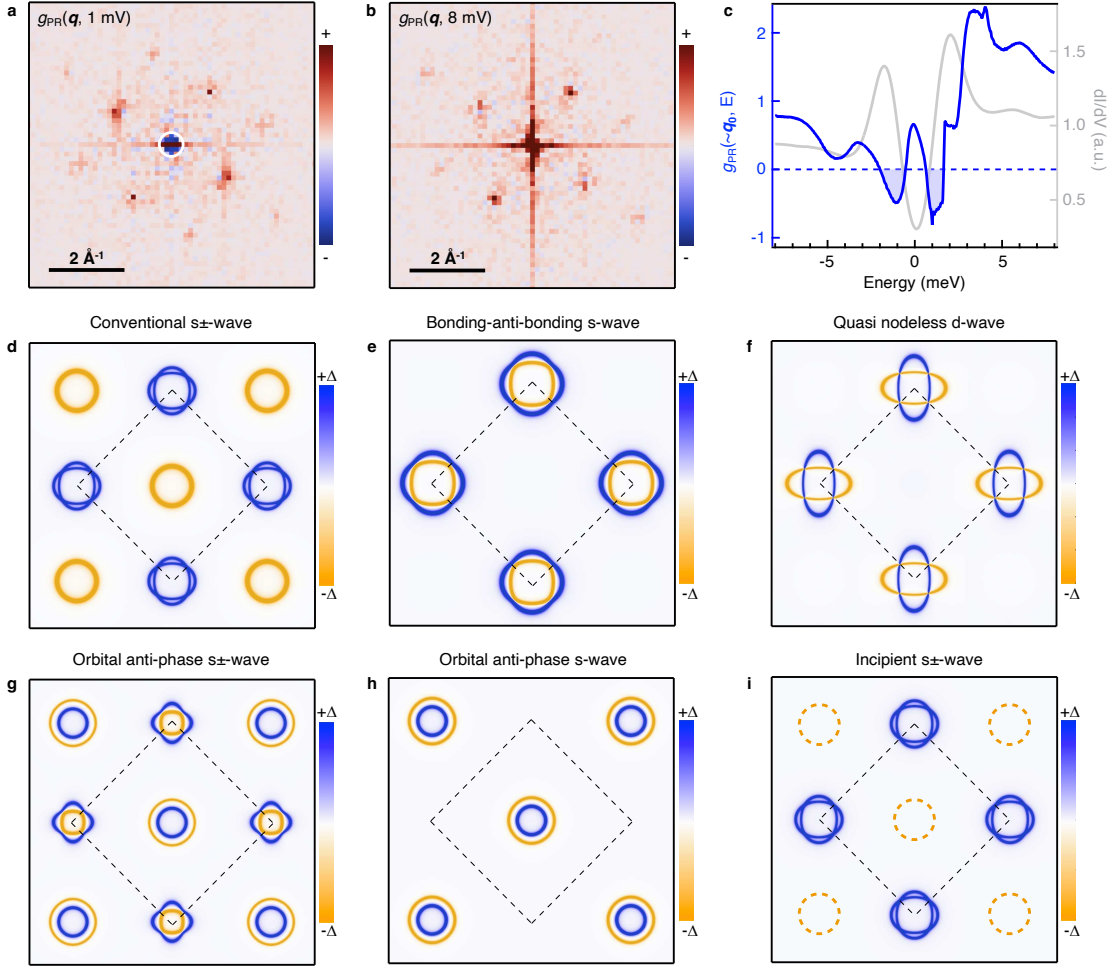 a
g_PR(q, 1 mV)
+
-
2 Å⁻¹
b
g_PR(q, 8 mV)
+
-
2 Å⁻¹
c
2
1
0
-1
g_PR(~q₀, E)
-5
0
5
Energy (meV)
1.5
1.0
0.5
dI/dV (a.u.)
Conventional s±-wave
d
+Δ
-Δ
Bonding-anti-bonding s-wave
e
+Δ
-Δ
Quasi nodeless d-wave
f
+Δ
-Δ
Orbital anti-phase s±-wave
g
+Δ
-Δ
Orbital anti-phase s-wave
h
+Δ
-Δ
Incipient s±-wave
i
+Δ
-Δ